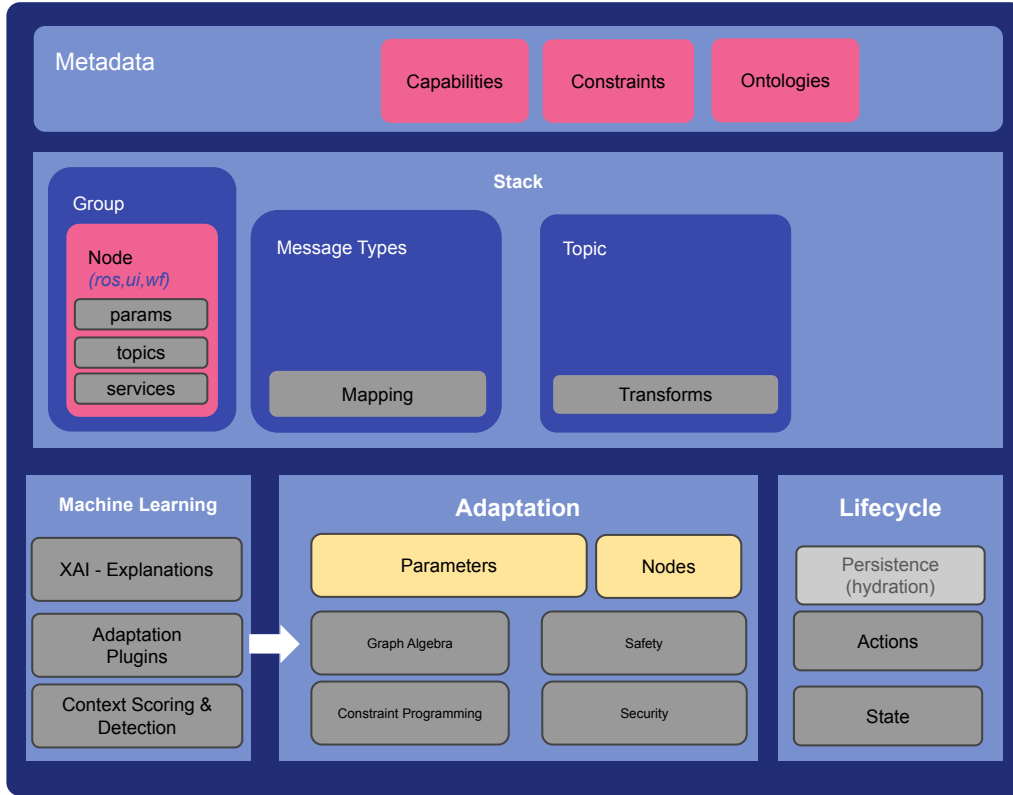 Metadata
Capabilities
Constraints
Ontologies
Stack
Group
Node
(ros,ui,wf)
params
topics
services
Message Types
Mapping
Topic
Transforms
Machine Learning
XAI - Explanations
Adaptation
Plugins
Context Scoring &
Detection
Adaptation
Parameters
Nodes
Graph Algebra
Safety
Constraint Programming
Security
Lifecycle
Persistence
(hydration)
Actions
State